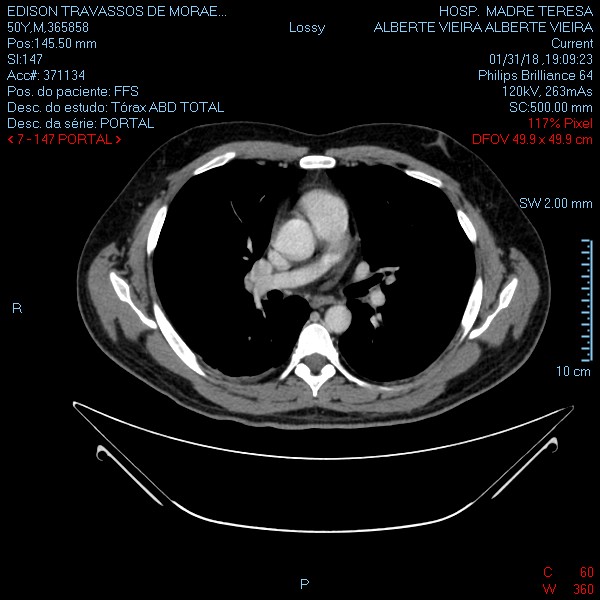 EDISON TRAVASSOS DE MORAE...
50Y,M,365858
Pos:145.50 mm
SI:147
Acc#: 371134
Pos. do paciente: FFS
Desc. do estudo: Tórax ABD TOTAL
Desc. da série: PORTAL
< 7 - 147 PORTAL >
Lossy
HOSP. MADRE TERESA
ALBERTE VIEIRA ALBERTE VIEIRA
Current
01/31/18 ,19:09:23
Philips Brilliance 64
120kV, 263mAs
SC:500.00 mm
117% Pixel
DFOV 49.9 x 49.9 cm
SW 2.00 mm
R
10 cm
P
C 60
W 360